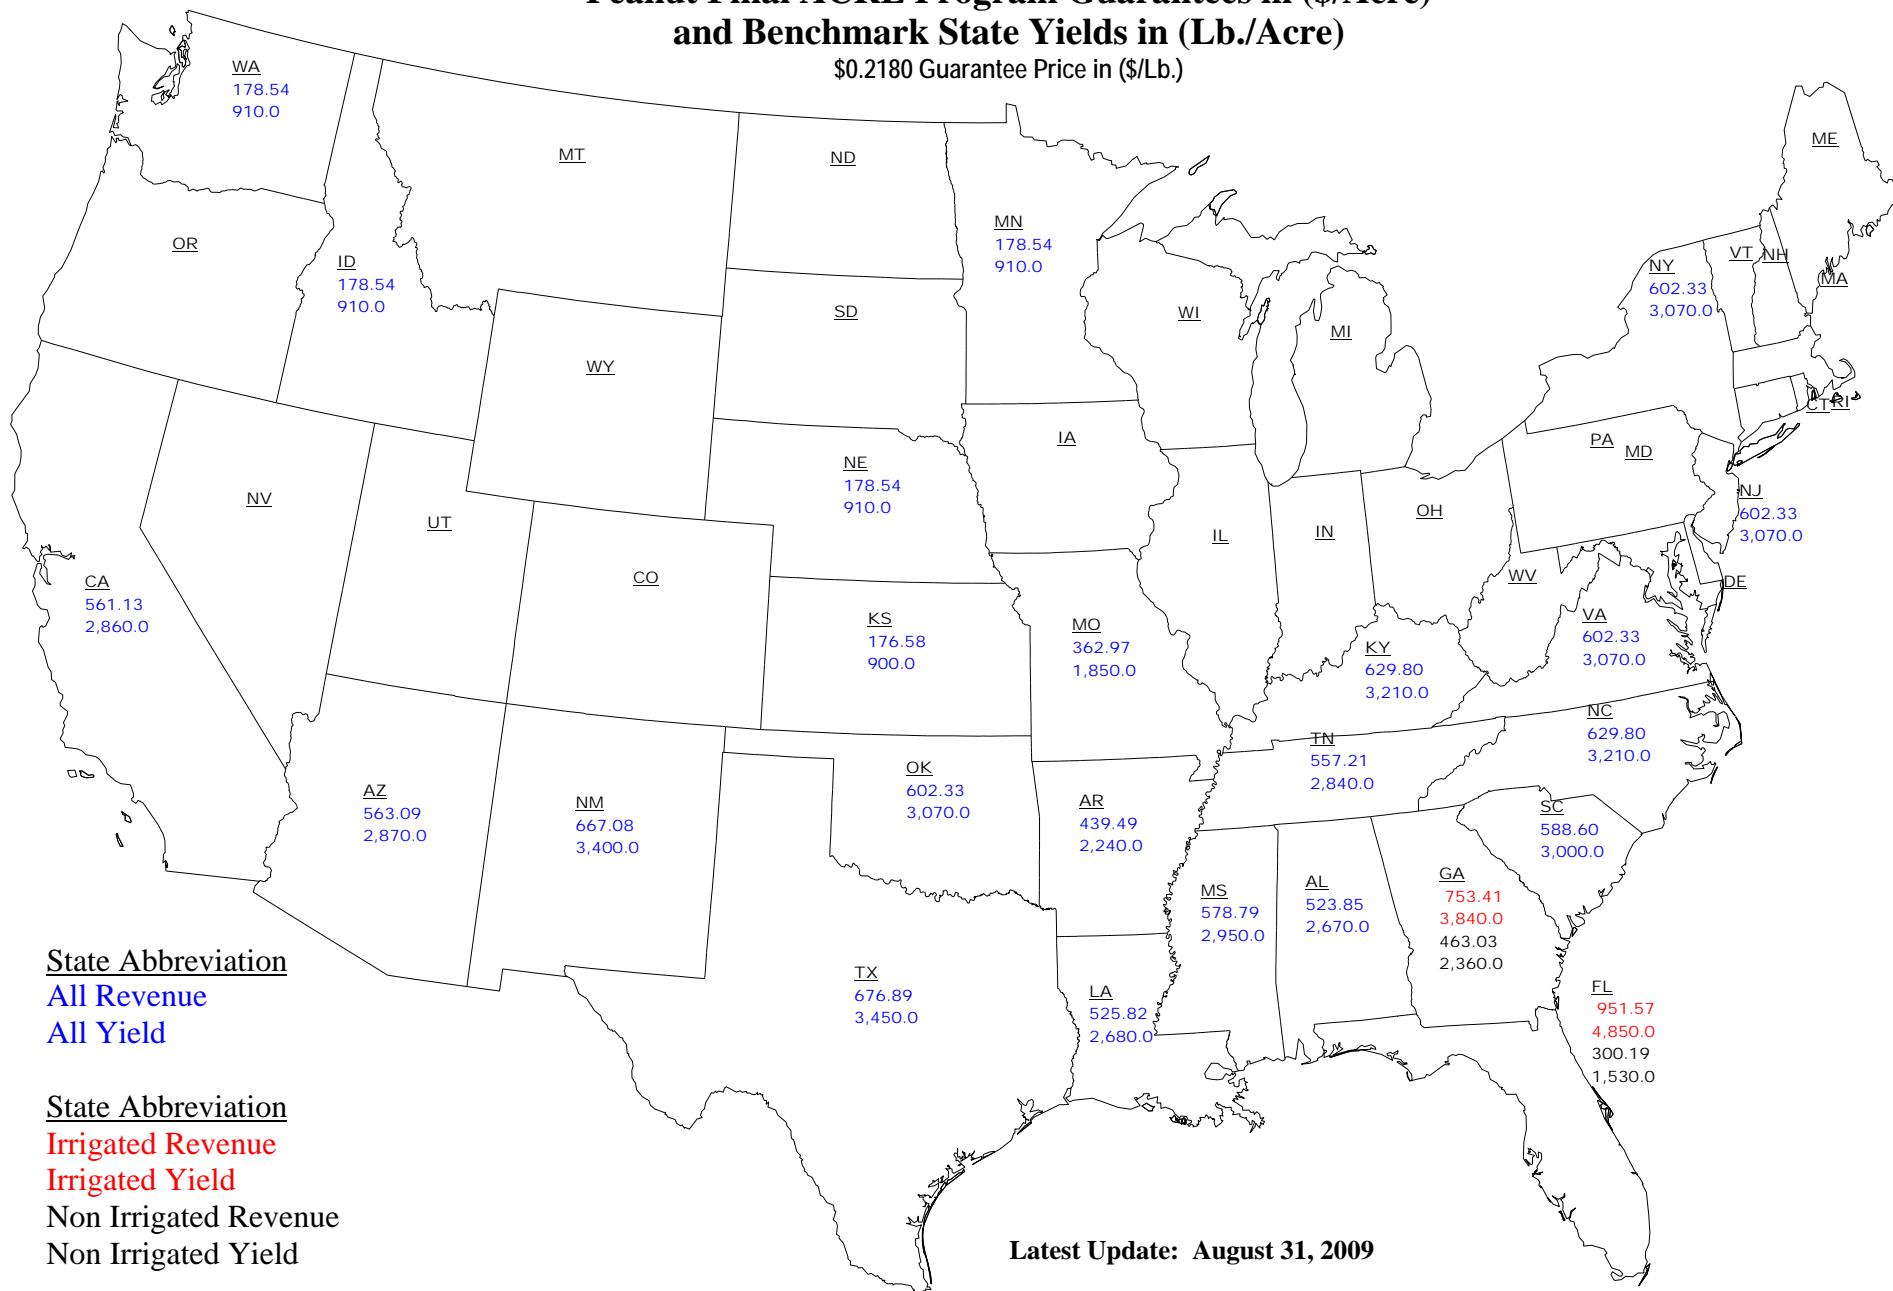 Peanut Final ACRE Program Guarantees in ($/Acre)
and Benchmark State Yields in (Lb./Acre)
$0.2180 Guarantee Price in ($/Lb.)
WA
178.54
910.0
MT
ND
ME
OR
ID
178.54
910.0
MN
178.54
910.0
VT
NH
NY
602.33
3,070.0
MA
SD
WI
MI
WY
CT
RI
IA
PA
MD
NE
178.54
910.0
NV
UT
NJ
602.33
3,070.0
OH
IN
IL
CO
WV
DE
CA
561.13
2,860.0
KS
176.58
900.0
MO
362.97
1,850.0
KY
629.80
3,210.0
VA
602.33
3,070.0
NC
629.80
3,210.0
TN
557.21
2,840.0
AZ
563.09
2,870.0
NM
667.08
3,400.0
OK
602.33
3,070.0
AR
439.49
2,240.0
SC
588.60
3,000.0
MS
578.79
2,950.0
AL
523.85
2,670.0
GA
753.41
3,840.0
463.03
2,360.0
TX
676.89
3,450.0
LA
525.82
2,680.0
FL
951.57
4,850.0
300.19
1,530.0
State Abbreviation
All Revenue
All Yield
State Abbreviation
Irrigated Revenue
Irrigated Yield
Non Irrigated Revenue
Non Irrigated Yield
Latest Update: August 31, 2009